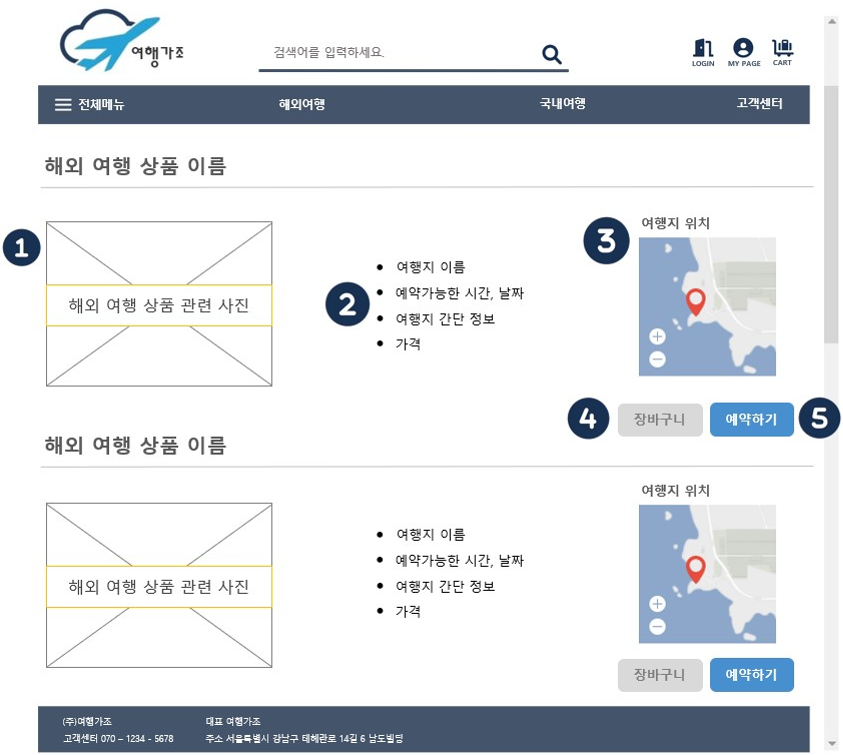 여행가조
검색어를 입력하세요.
LOGIN MY PAGE CART
전체메뉴 해외여행 국내여행 고객센터
해외 여행 상품 이름
1
해외 여행 상품 관련 사진
2
여행지 이름
예약가능한 시간, 날짜
여행지 간단 정보
가격
3
여행지 위치
4
장바구니
예약하기
5
해외 여행 상품 이름
해외 여행 상품 관련 사진
여행지 이름
예약가능한 시간, 날짜
여행지 간단 정보
가격
여행지 위치
장바구니
예약하기
(주)여행가조 대표 여행가조
고객센터 070 – 1234 - 5678 주소 서울특별시 강남구 테헤란로 14길 6 남도빌딩